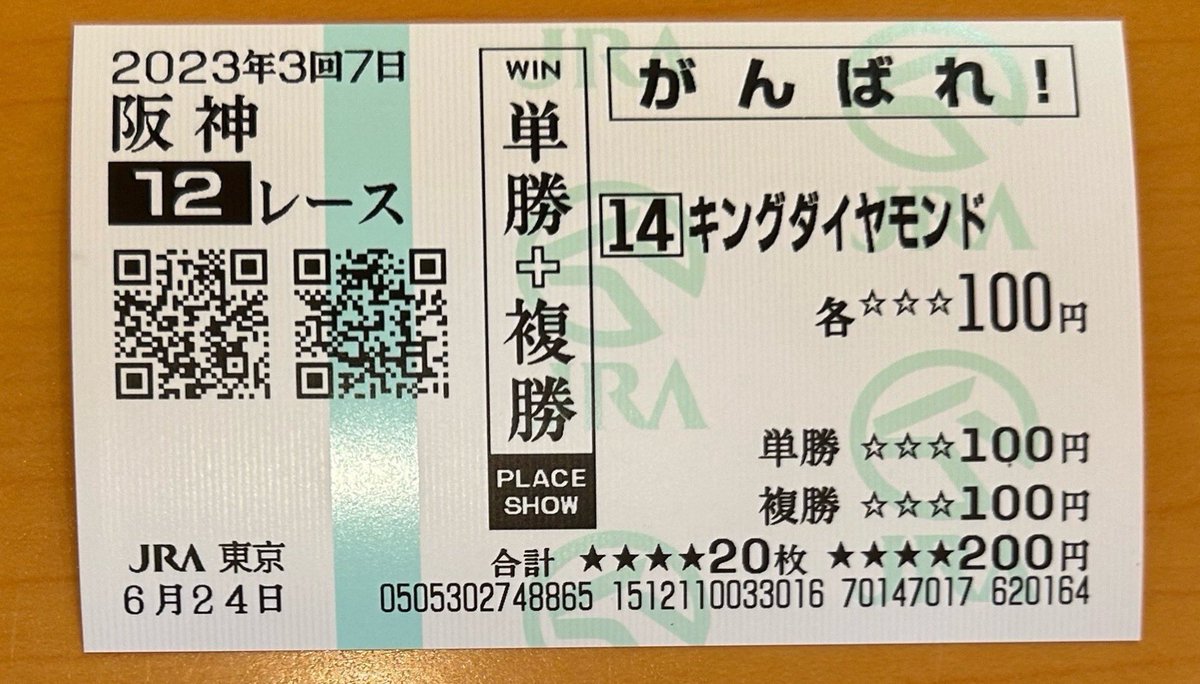 2023年3回7日
阪神
12レース
WIN
単勝+複勝
PLACE
SHOW
がんばれ!
14 キングダイヤモンド
各☆☆☆100円
単勝 ☆☆☆100円
複勝 ☆☆☆100円
合計 ★★★★20枚 ★★★★200円
JRA 東京
6月24日
0505302748865 1512110033016 70147017 620164
JRA
JRA
JRA